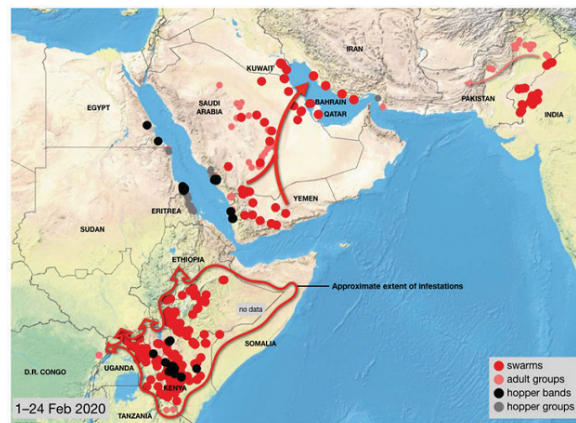 IRAN
KUWAIT
EGYPT
SAUDI
ARABIA
BAHRAIN
QATAR
PAKISTAN
INDIA
YEMEN
ERITREA
SUDAN
ETHIOPIA
Approximate extent of infestations
no data
SOMALIA
D.R. CONGO
UGANDA
KENYA
TANZANIA
1–24 Feb 2020
swarms
adult groups
hopper bands
hopper groups